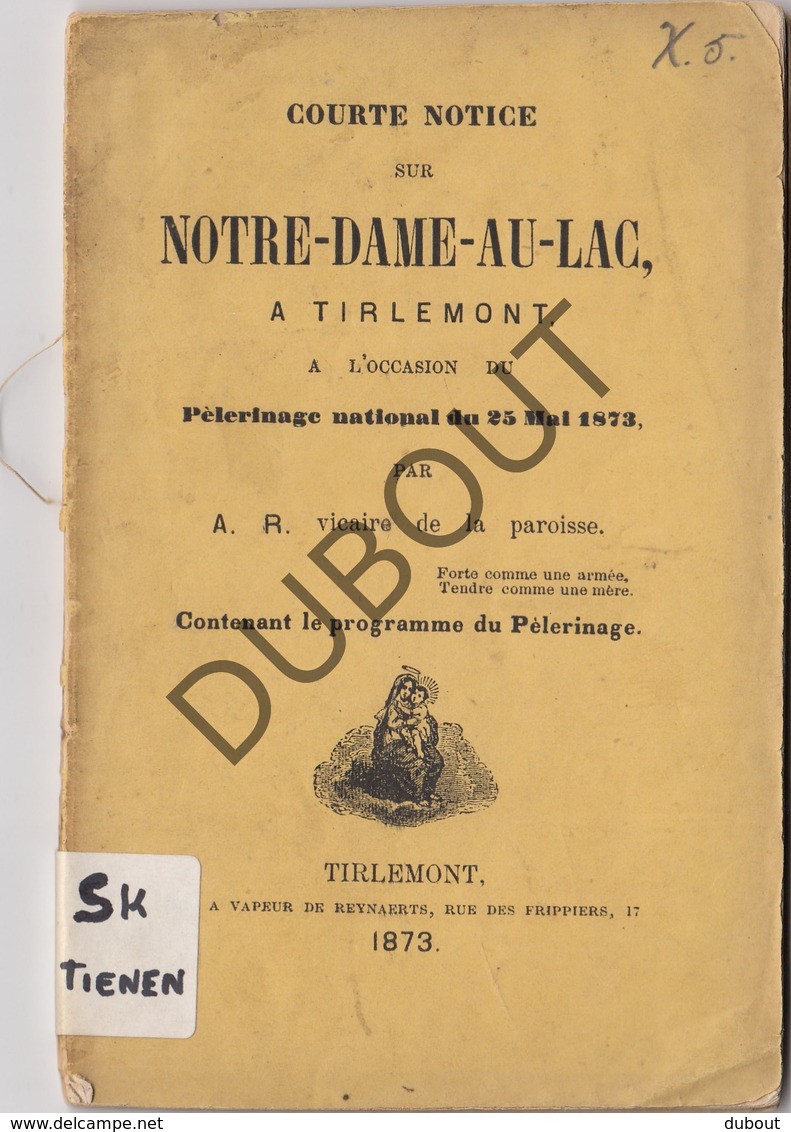 X. 5.
COURTE NOTICE
SUR
NOTRE-DAME-AU-LAC,
A TIRLEMONT,
A L'OCCASION DU
Pèlerinage national du 25 Mai 1873,
PAR
A. R. vicaire de la paroisse.
Forte comme une armée,
Tendre comme une mère.
Contenant le programme du Pèlerinage.
DUBOUT
TIRLEMONT,
A VAPEUR DE REYNAERTS, RUE DES FRIPPIERS, 17
1873.
SK
TIENEN
delcampe.net
dubout